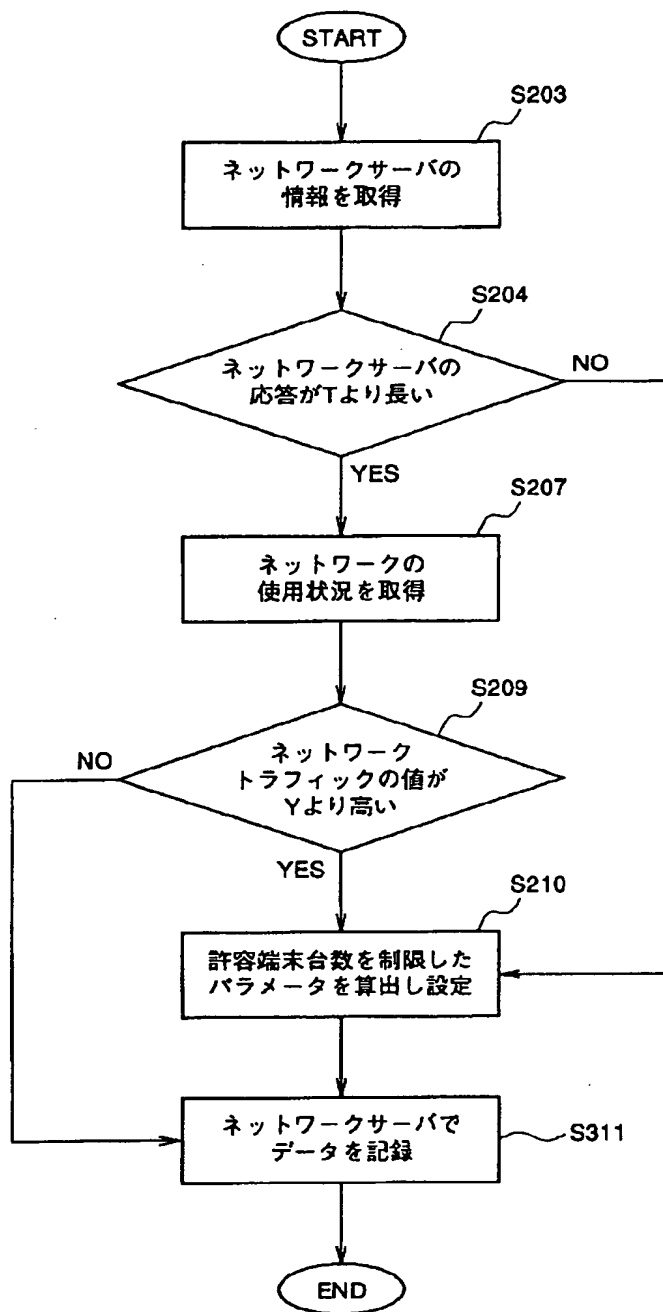 START
S203
ネットワークサーバの
情報を取得
S204
ネットワークサーバの
応答がTより長い
NO
YES
S207
ネットワークの
使用状況を取得
S209
ネットワーク
トラフィックの値が
Yより高い
NO
YES
S210
許容端末台数を制限した
パラメータを算出し設定
ネットワークサーバで
データを記録
S311
END